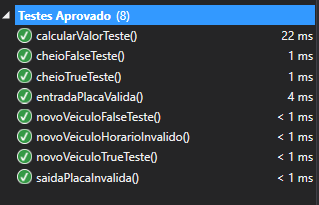 Testes Aprovado (8)
calcularValorTeste() 22 ms
cheioFalseTeste() 1 ms
cheioTrueTeste() 1 ms
entradaPlacaValida() 4 ms
novoVeiculoFalseTeste() < 1 ms
novoVeiculoHorarioInvalido() < 1 ms
novoVeiculoTrueTeste() < 1 ms
saidaPlacaInvalida() < 1 ms